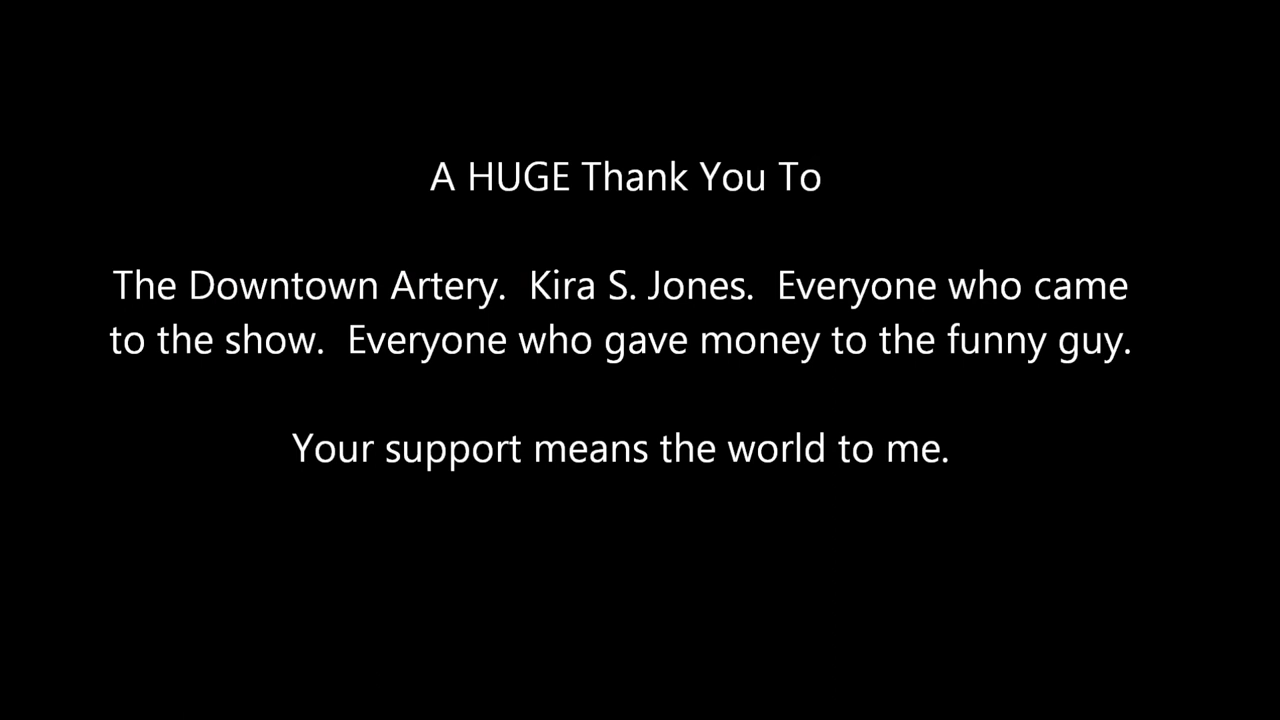 A HUGE Thank You To
The Downtown Artery.  Kira S. Jones.  Everyone who came
to the show.  Everyone who gave money to the funny guy.
Your support means the world to me.